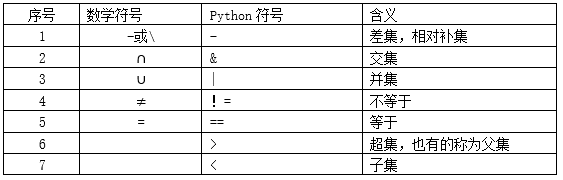 序号 数学符号 Python 符号 含义
1 -或\ - 差集，相对补集
2 ∩ & 交集
3 ∪ | 并集
4 ≠ ！= 不等于
5 = == 等于
6 > 超集，也有的称为父集
7 < 子集